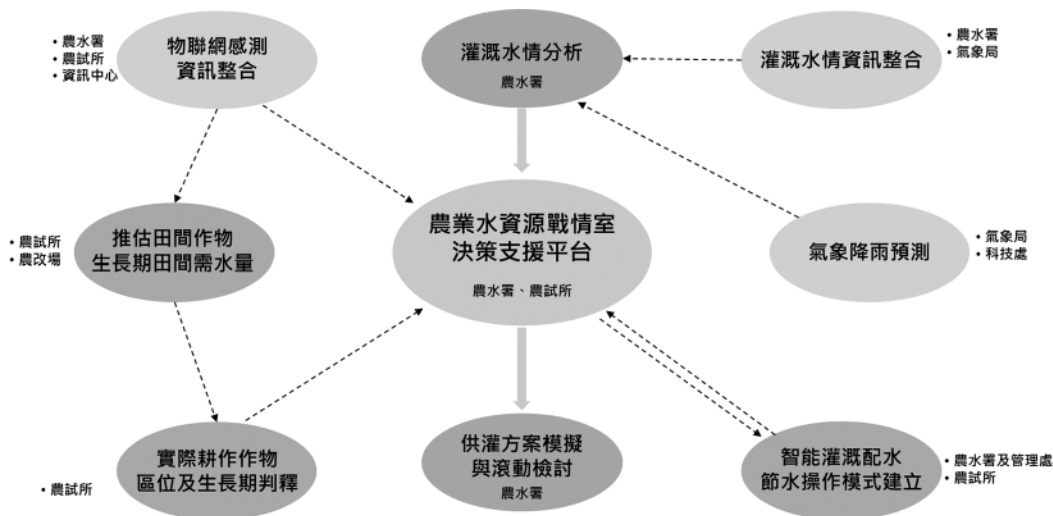 • 農水署
• 農試所
• 資訊中心
物聯網感測
資訊整合
灌溉水情分析
農水署
灌溉水情資訊整合
• 農水署
• 氣象局
• 農試所
• 農改場
推估田間作物
生長期田間需水量
農業水資源戰情室
決策支援平台
農水署、農試所
氣象降雨預測
• 氣象局
• 科技處
• 農試所
實際耕作作物
區位及生長期判釋
供灌方案模擬
與滾動檢討
農水署
智能灌溉配水
節水操作模式建立
• 農水署及管理處
• 農試所